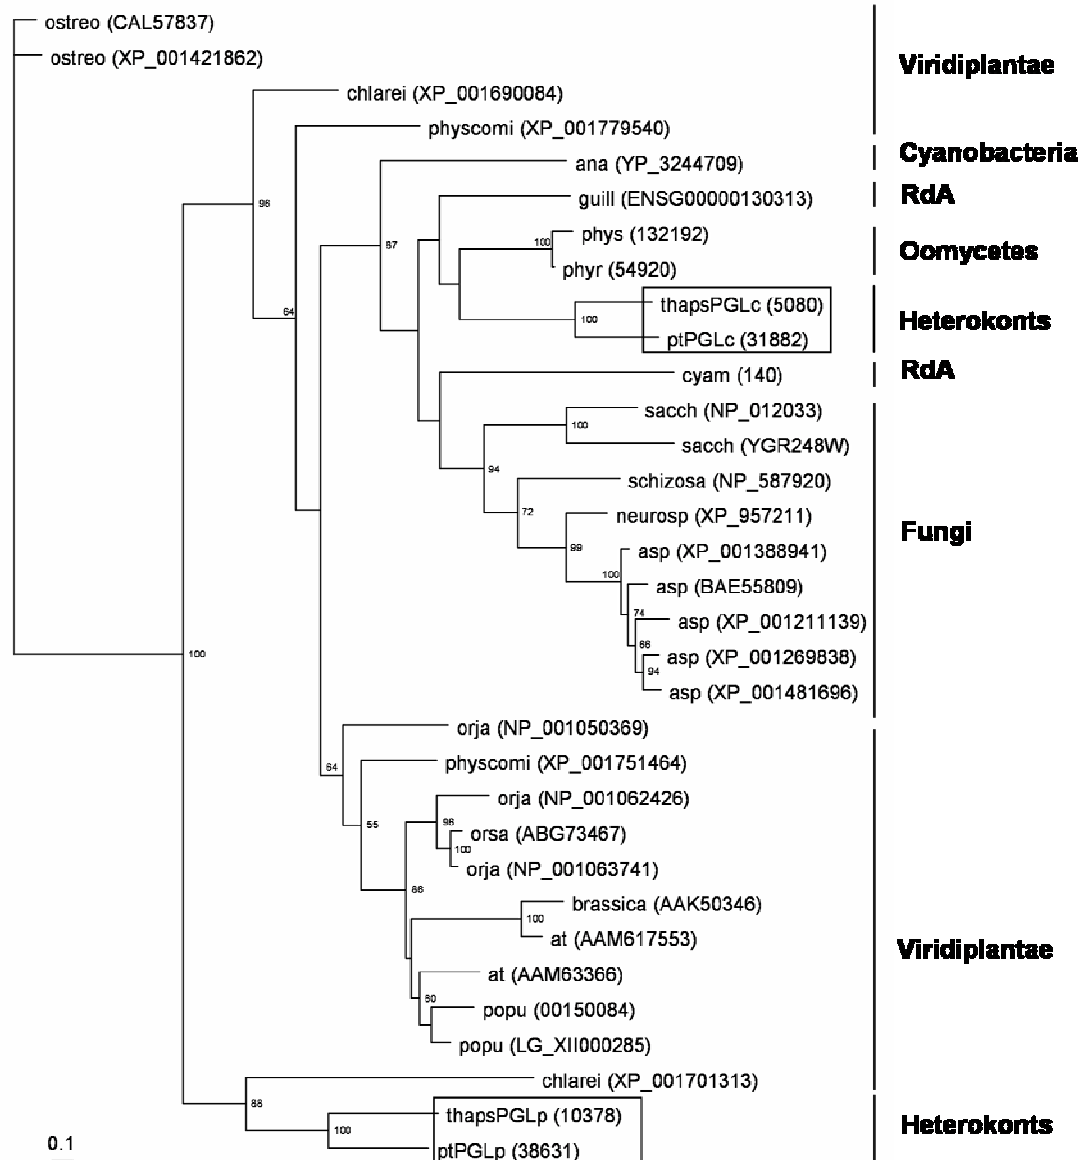 ostreo (CAL57837)
ostreo (XP_001421862)
Viridiplantae
chlarei (XP_001690084)
physcomi (XP_001779540)
ana (YP_3244709)
Cyanobacteria
guill (ENSG00000130313)
RdA
98
phys (132192)
100
87
Oomycetes
phyr (54920)
thapsPGLc (5080)
64
100
Heterokonts
ptPGLc (31882)
cyam (140)
RdA
sacch (NP_012033)
100
sacch (YGR248W)
94
schizosa (NP_587920)
72
neurosp (XP_957211)
Fungi
99
asp (XP_001388941)
100
asp (BAE55809)
74
asp (XP_001211139)
66
asp (XP_001269838)
100
94
asp (XP_001481696)
orja (NP_001050369)
64
physcomi (XP_001751464)
orja (NP_001062426)
55
98
orsa (ABG73467)
100
orja (NP_001063741)
86
brassica (AAK50346)
100
at (AAM617553)
Viridiplantae
at (AAM63366)
80
popu (00150084)
popu (LG_XII000285)
chlarei (XP_001701313)
88
thapsPGLp (10378)
100
Heterokonts
0.1
ptPGLp (38631)